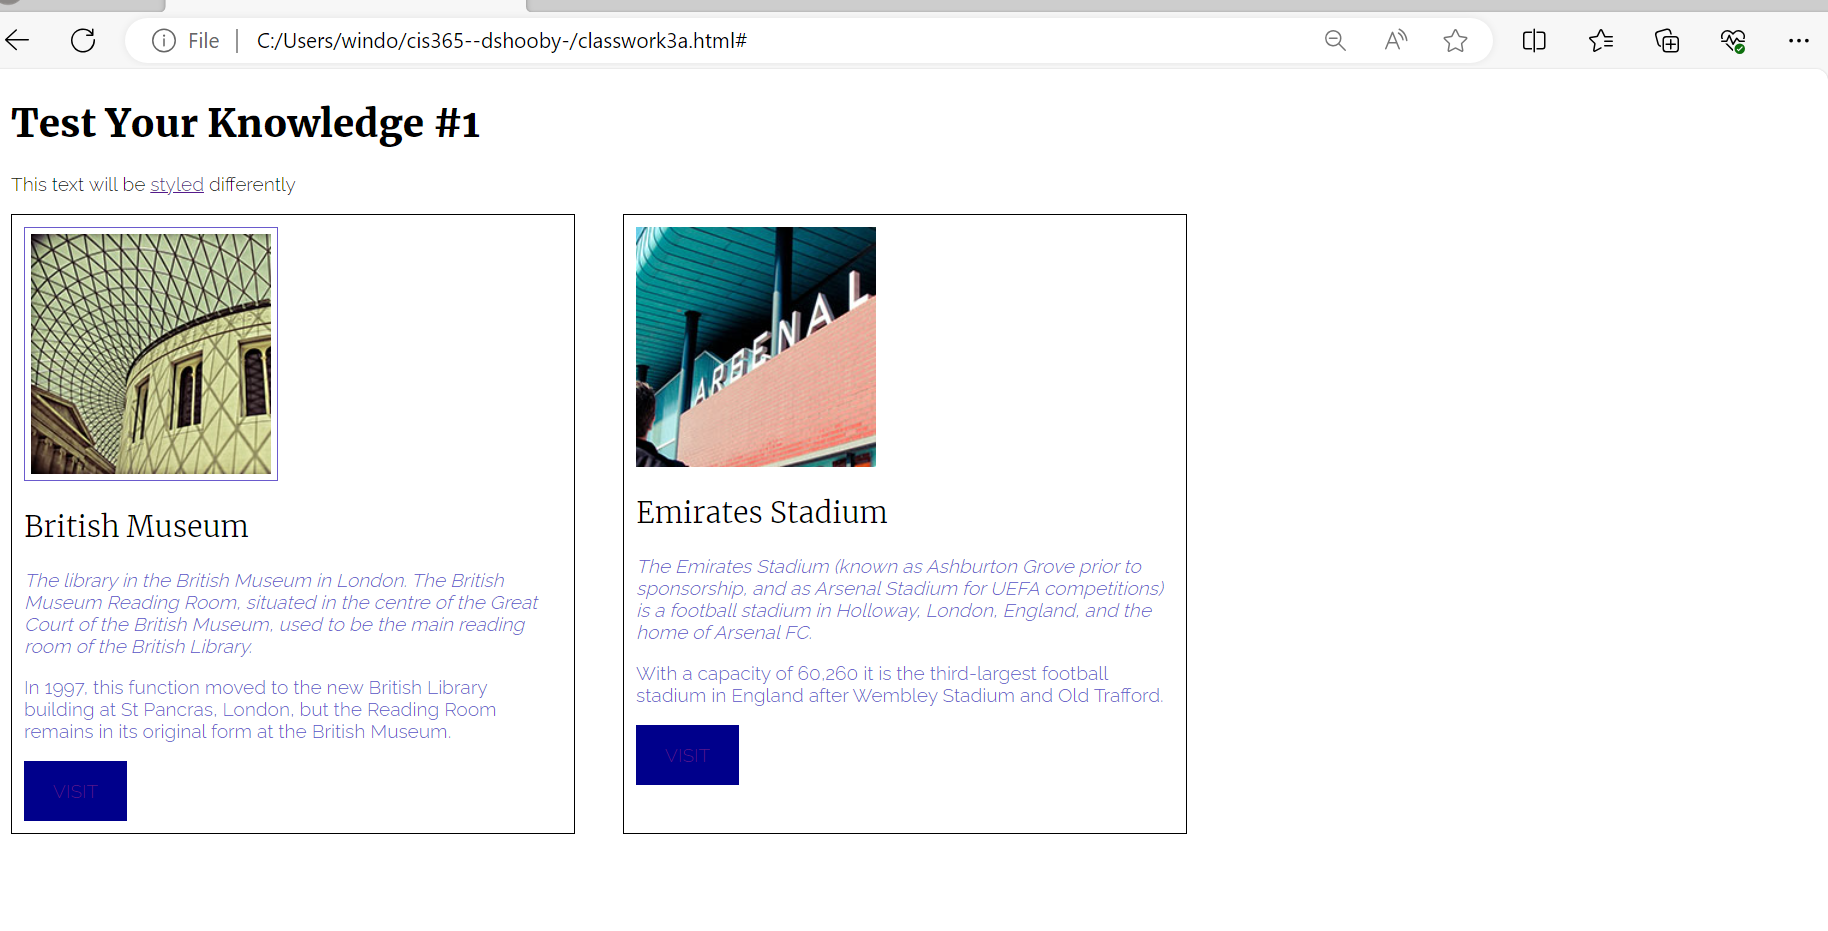 File
C:/Users/windo/cis365--dshooby-/classwork3a.html#
Test Your Knowledge #1
This text will be styled differently
ARSENAL
British Museum
The library in the British Museum in London. The British
Museum Reading Room, situated in the centre of the Great
Court of the British Museum, used to be the main reading
room of the British Library.
In 1997, this function moved to the new British Library
building at St Pancras, London, but the Reading Room
remains in its original form at the British Museum.
VISIT
Emirates Stadium
The Emirates Stadium (known as Ashburton Grove prior to
sponsorship, and as Arsenal Stadium for UEFA competitions)
is a football stadium in Holloway, London, England, and the
home of Arsenal FC.
With a capacity of 60,260 it is the third-largest football
stadium in England after Wembley Stadium and Old Trafford.
VISIT